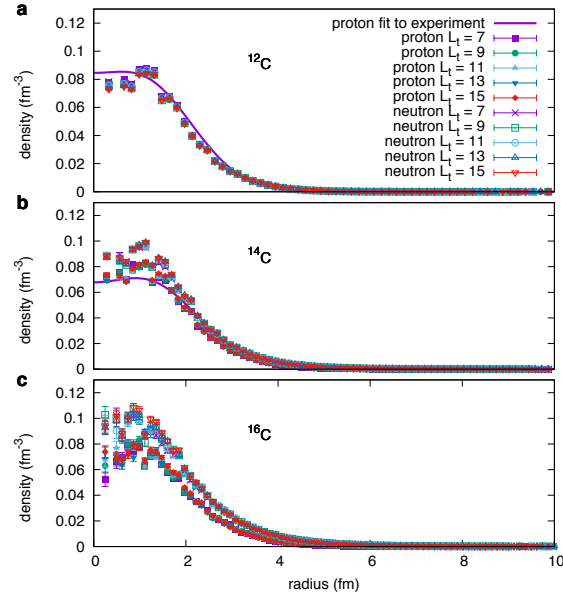 a
proton fit to experiment
proton Lt = 7
proton Lt = 9
proton Lt = 11
proton Lt = 13
proton Lt = 15
neutron Lt = 7
neutron Lt = 9
neutron Lt = 11
neutron Lt = 13
neutron Lt = 15
12C
density (fm-3)
0.12
0.1
0.08
0.06
0.04
0.02
0
b
14C
density (fm-3)
0.12
0.1
0.08
0.06
0.04
0.02
0
c
16C
density (fm-3)
0.12
0.1
0.08
0.06
0.04
0.02
0
0 2 4 6 8 10
radius (fm)